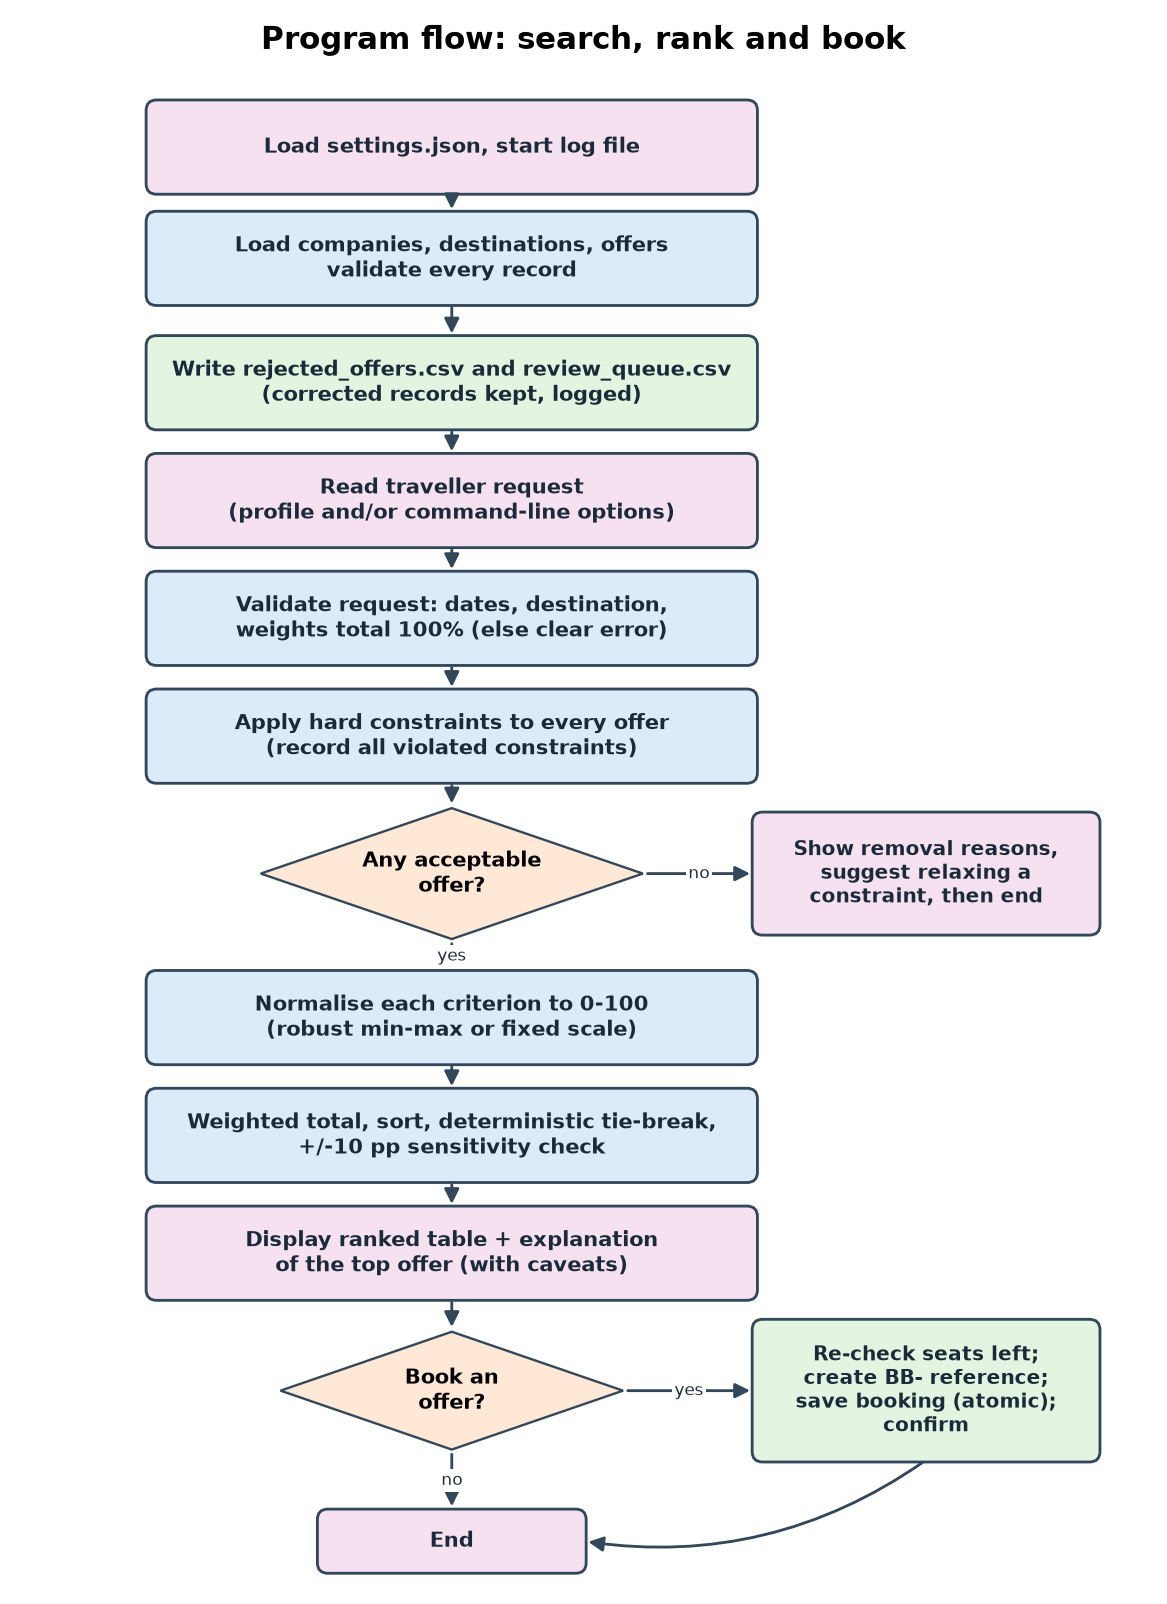 Program flow: search, rank and book
Load settings.json, start log file
Load companies, destinations, offers
validate every record
Write rejected_offers.csv and review_queue.csv
(corrected records kept, logged)
Read traveller request
(profile and/or command-line options)
Validate request: dates, destination,
weights total 100% (else clear error)
Apply hard constraints to every offer
(record all violated constraints)
Any acceptable
offer?
no
Show removal reasons,
suggest relaxing a
constraint, then end
yes
Normalise each criterion to 0-100
(robust min-max or fixed scale)
Weighted total, sort, deterministic tie-break,
+/-10 pp sensitivity check
Display ranked table + explanation
of the top offer (with caveats)
Book an
offer?
yes
Re-check seats left;
create BB- reference;
save booking (atomic);
confirm
no
End